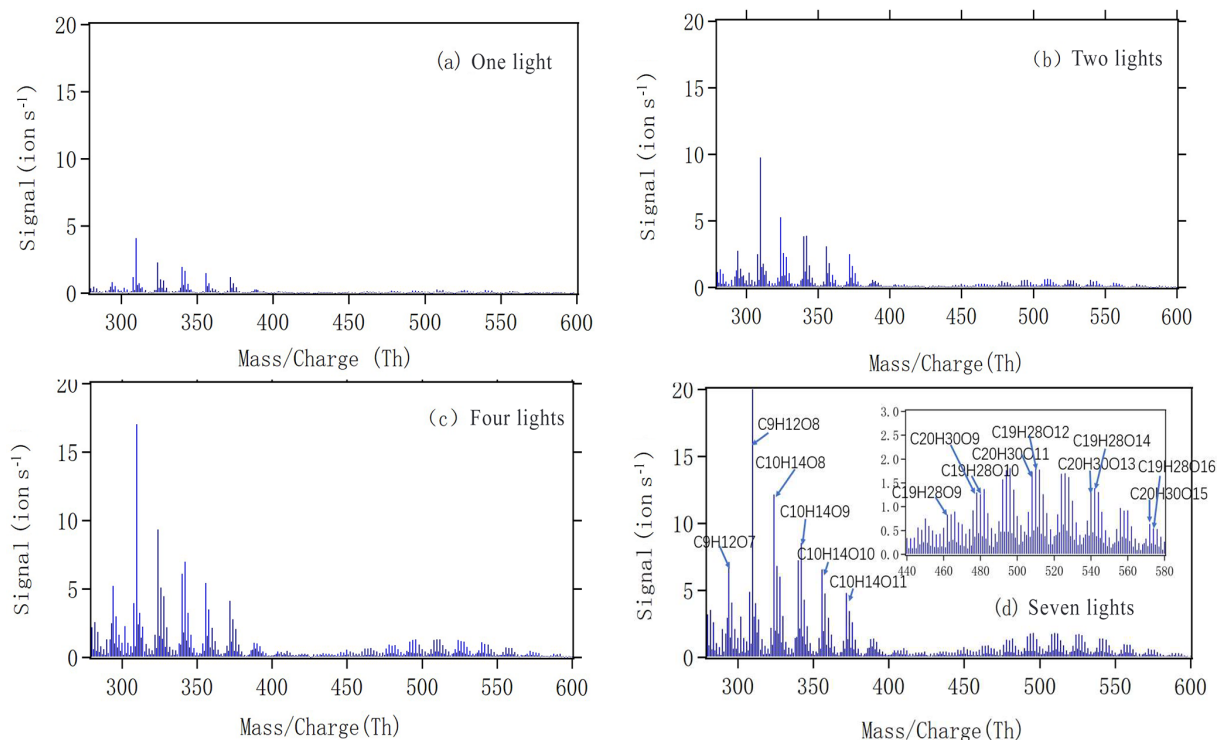 20
15
10
5
0
Signal(ion s⁻¹)
(a) One light
300 350 400 450 500 550 600
Mass/Charge (Th)
20
15
10
5
0
Signal(ion s⁻¹)
(b) Two lights
300 350 400 450 500 550 600
Mass/Charge(Th)
20
15
10
5
0
Signal(ion s⁻¹)
(c) Four lights
300 350 400 450 500 550 600
Mass/Charge(Th)
20
15
10
5
0
Signal(ion s⁻¹)
C9H12O8
C10H14O8
C10H14O9
C9H12O7
C10H14O10
C10H14O11
3.0
2.5
2.0
1.5
1.0
0.5
0.0
C19H28O12
C20H30O9
C19H28O14
C20H30O11
C19H28O10
C20H30O13
C19H28O16
C19H28O9
C20H30O15
440 460 480 500 520 540 560 580
(d) Seven lights
300 350 400 450 500 550 600
Mass/Charge(Th)